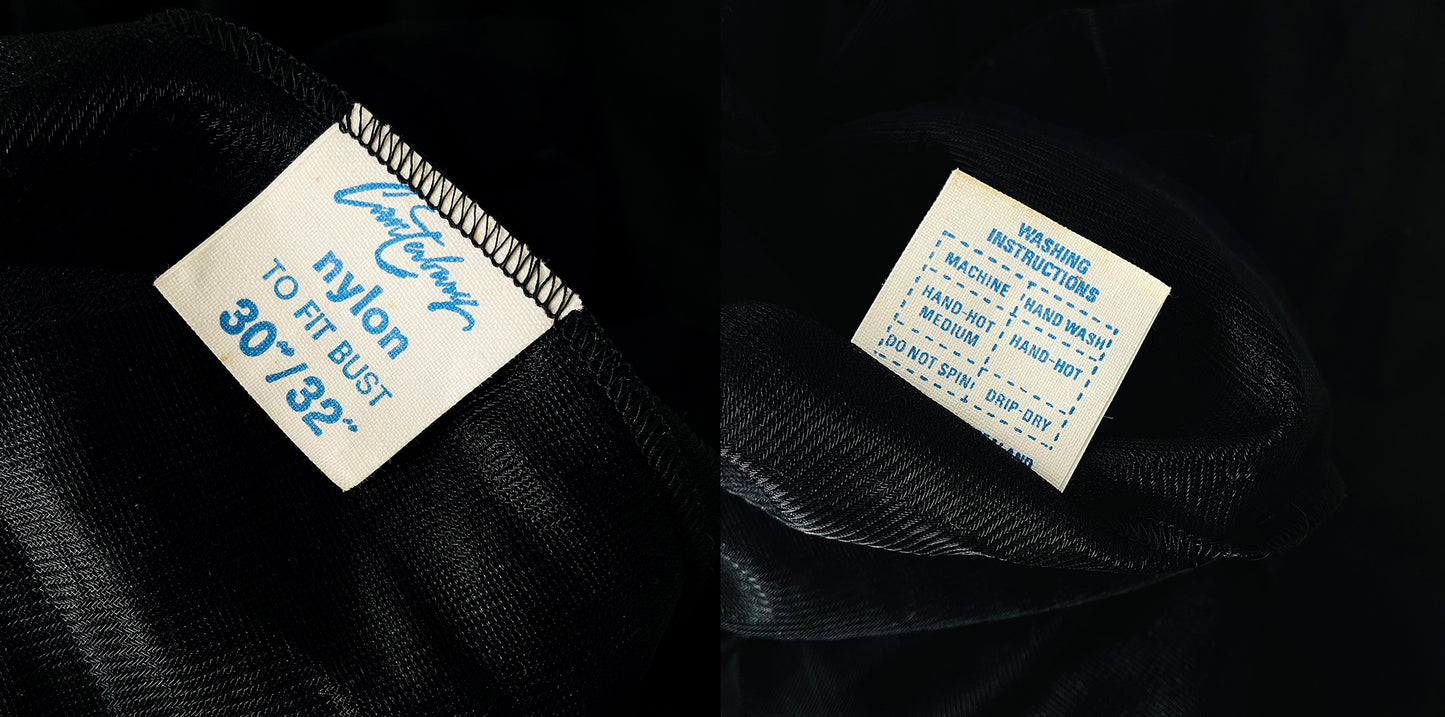 Canterbury
nylon
TO FIT BUST
30"/32"
WASHING
INSTRUCTIONS
MACHINE
HAND WASH
HAND-HOT
MEDIUM
HAND-HOT
DO NOT SPIN
DRIP-DRY